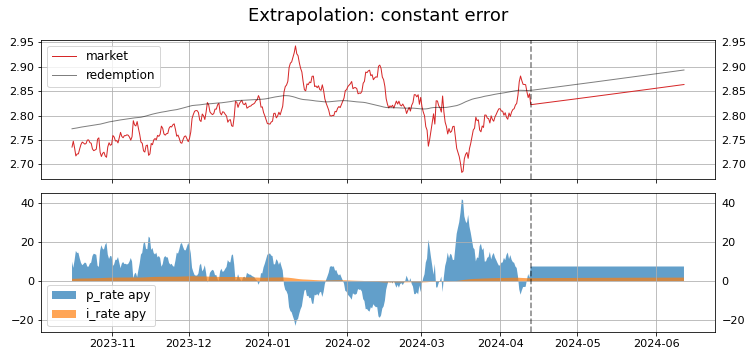 Extrapolation: constant error
2.95 2.95
market
redemption
2.90 2.90
2.85 2.85
2.80 2.80
2.75 2.75
2.70 2.70
40 40
20 20
0 0
p_rate apy
i_rate apy
−20 −20
2023-11 2023-12 2024-01 2024-02 2024-03 2024-04 2024-05 2024-06